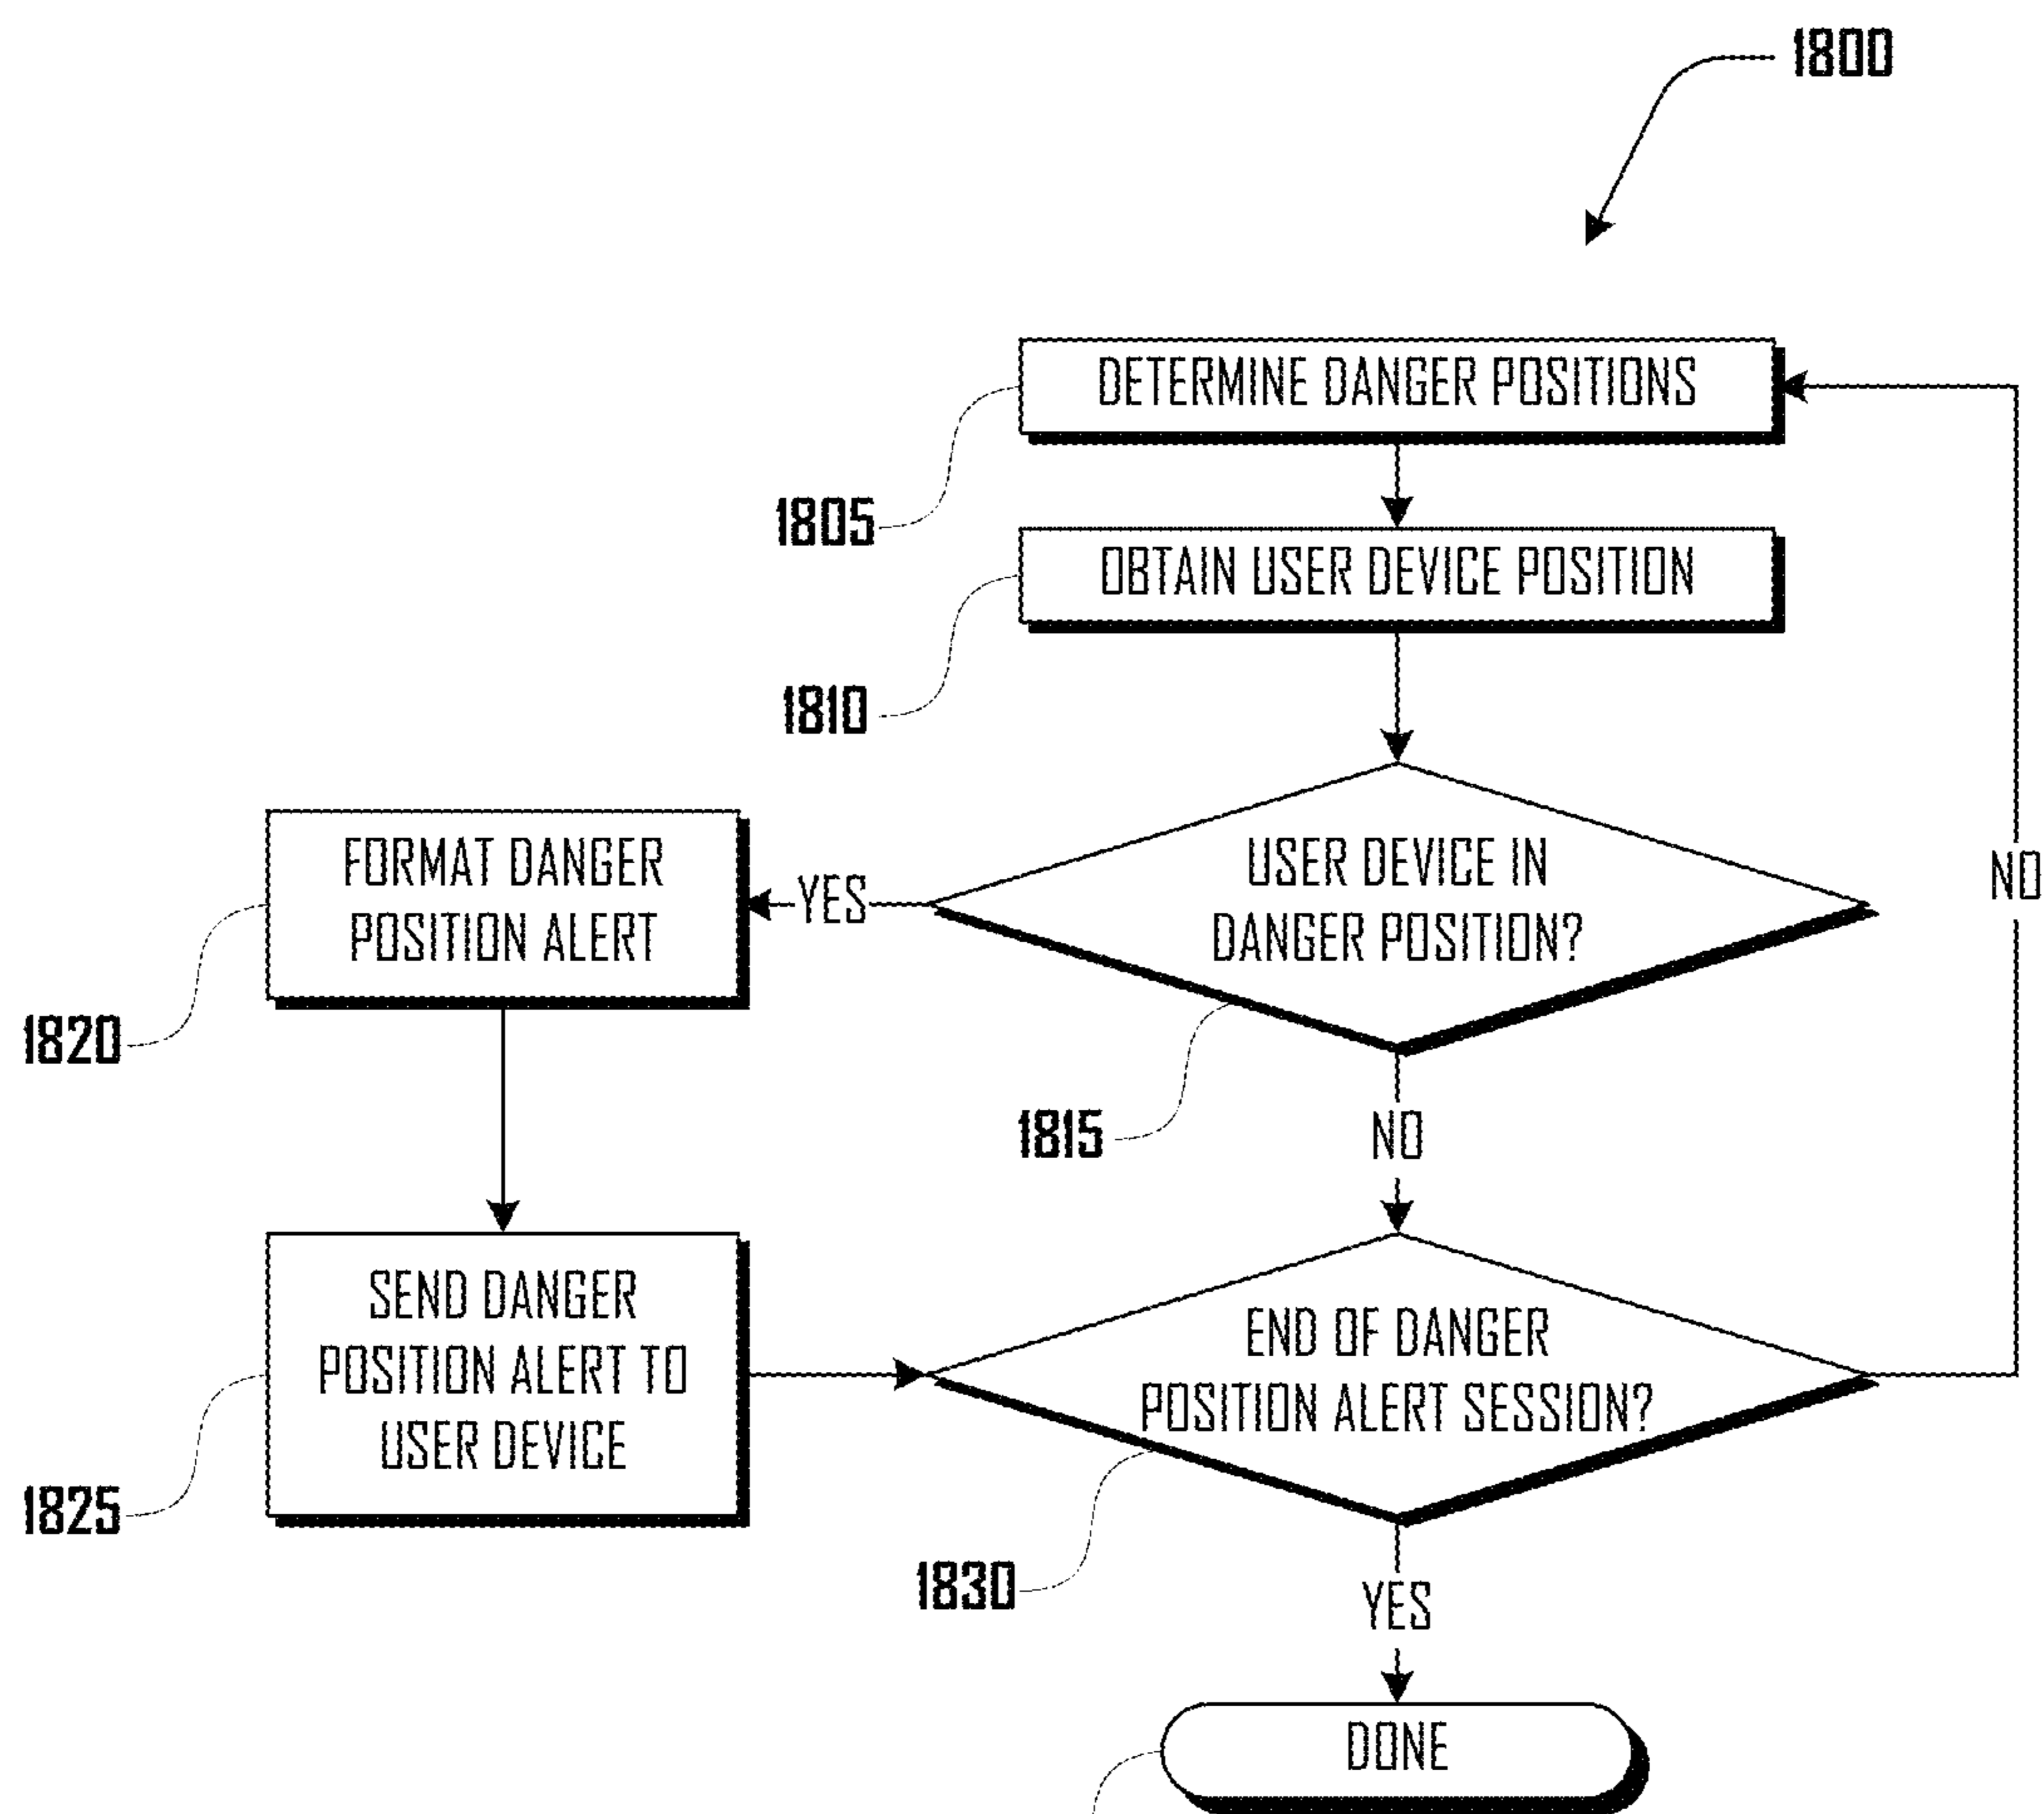 1800
DETERMINE DANGER POSITIONS
1805
OBTAIN USER DEVICE POSITION
1810
USER DEVICE IN
DANGER POSITION?
YES
NO
FORMAT DANGER
POSITION ALERT
1820
1815
NO
SEND DANGER
POSITION ALERT TO
USER DEVICE
1825
END OF DANGER
POSITION ALERT SESSION?
1830
YES
DONE